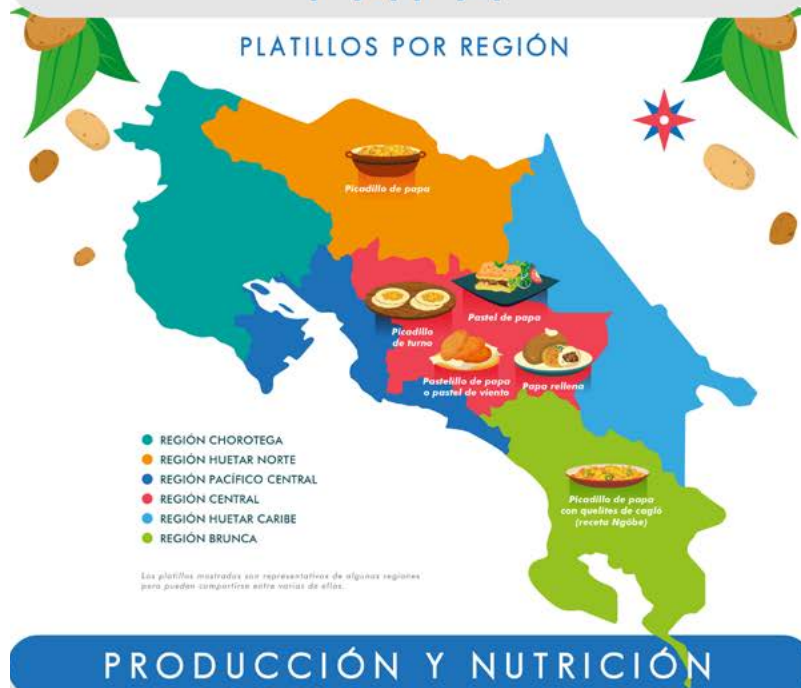 PLATILLOS POR REGIÓN
Picadillo de papa
Pastel de papa
Picadillo
de turno
Pastelillo de papa
o pastel de viento
Papa rellena
REGIÓN CHOROTEGA
REGIÓN HUETAR NORTE
REGIÓN PACÍFICO CENTRAL
REGIÓN CENTRAL
REGIÓN HUETAR CARIBE
REGIÓN BRUNCA
Picadillo de papa
con quelites de cagló
(receta Ngöbe)
Los platillos mostrados son representativos de algunas regiones
pero pueden compartirse entre varias de ellas.
PRODUCCIÓN Y NUTRICIÓN